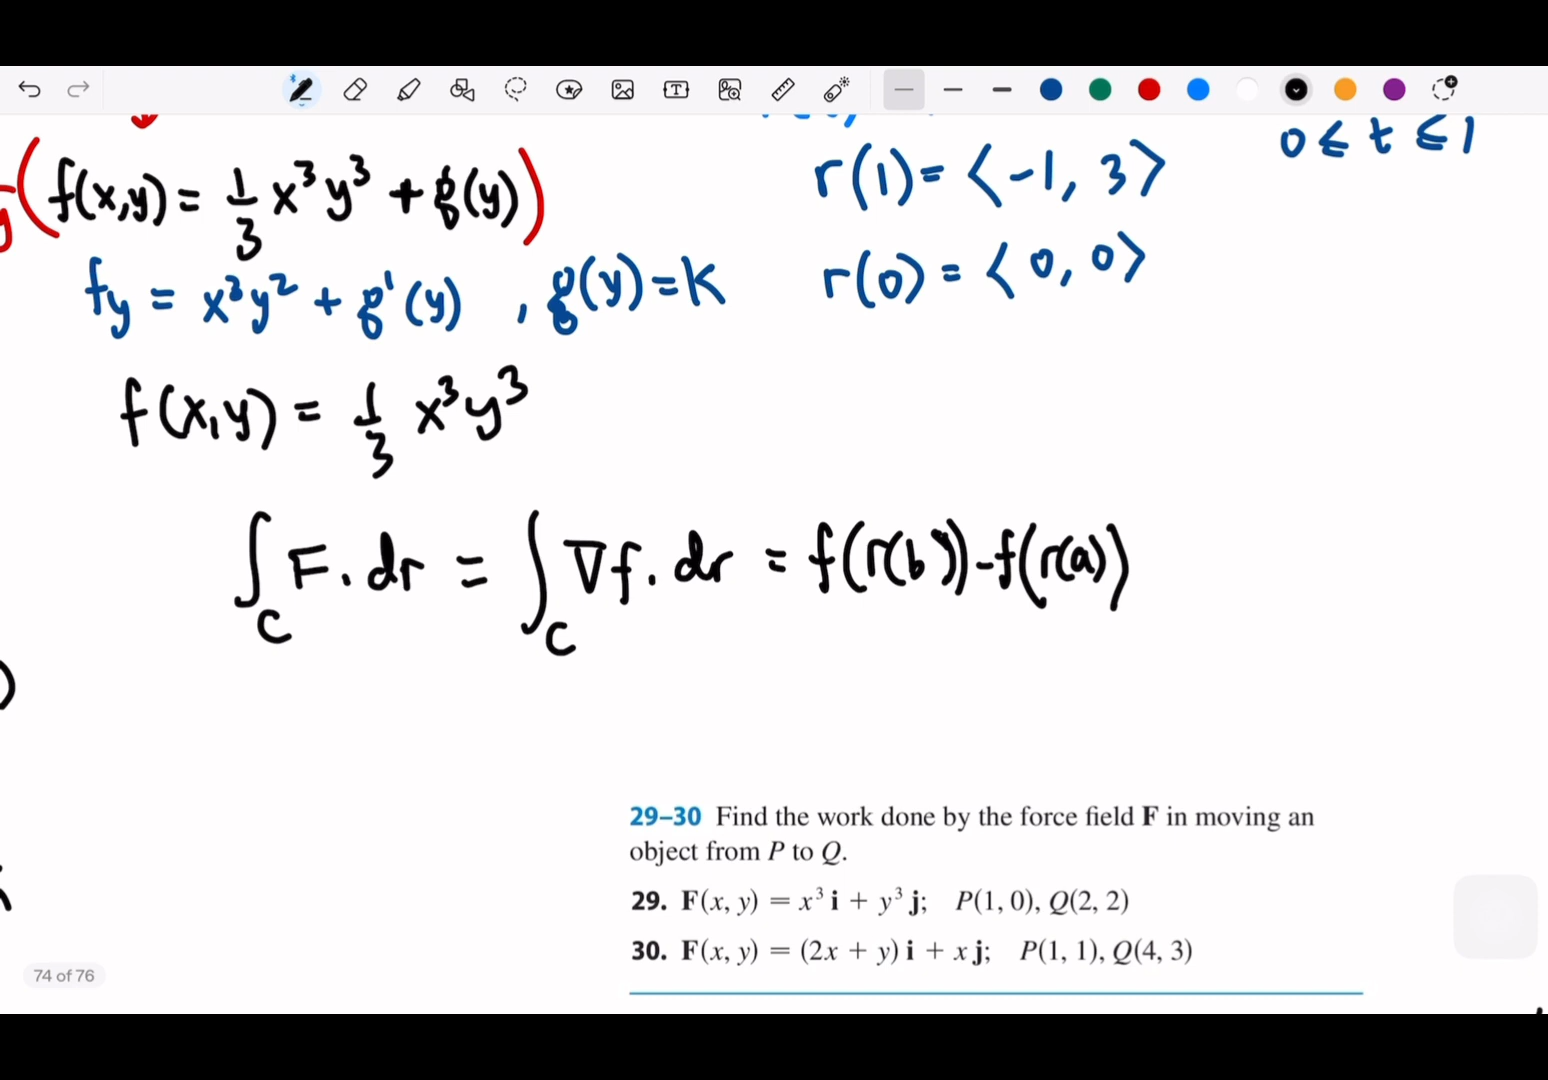 0 ≤ t ≤ 1
r(1) = ⟨-1, 3⟩
f(x,y) = 1/3 x³y³ + g(y))
r(0) = ⟨0, 0⟩
fy = x³y² + g'(y) , g(y) = K
f(x,y) = 1/3 x³y³
∫_C F · dr = ∫_C ∇f · dr = f(r(b)) - f(r(a))
29–30 Find the work done by the force field F in moving an
object from P to Q.
29. F(x, y) = x³ i + y³ j; P(1, 0), Q(2, 2)
30. F(x, y) = (2x + y) i + x j; P(1, 1), Q(4, 3)
74 of 76